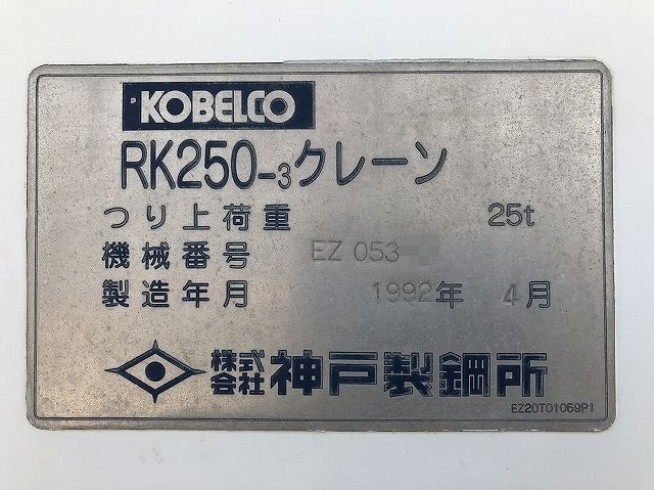 KOBELCO
RK250-3クレーン
つり上荷重 25t
機械番号 EZ 053
製造年月 1992年 4月
株式会社 神戸製鋼所
EZ20T01059P1